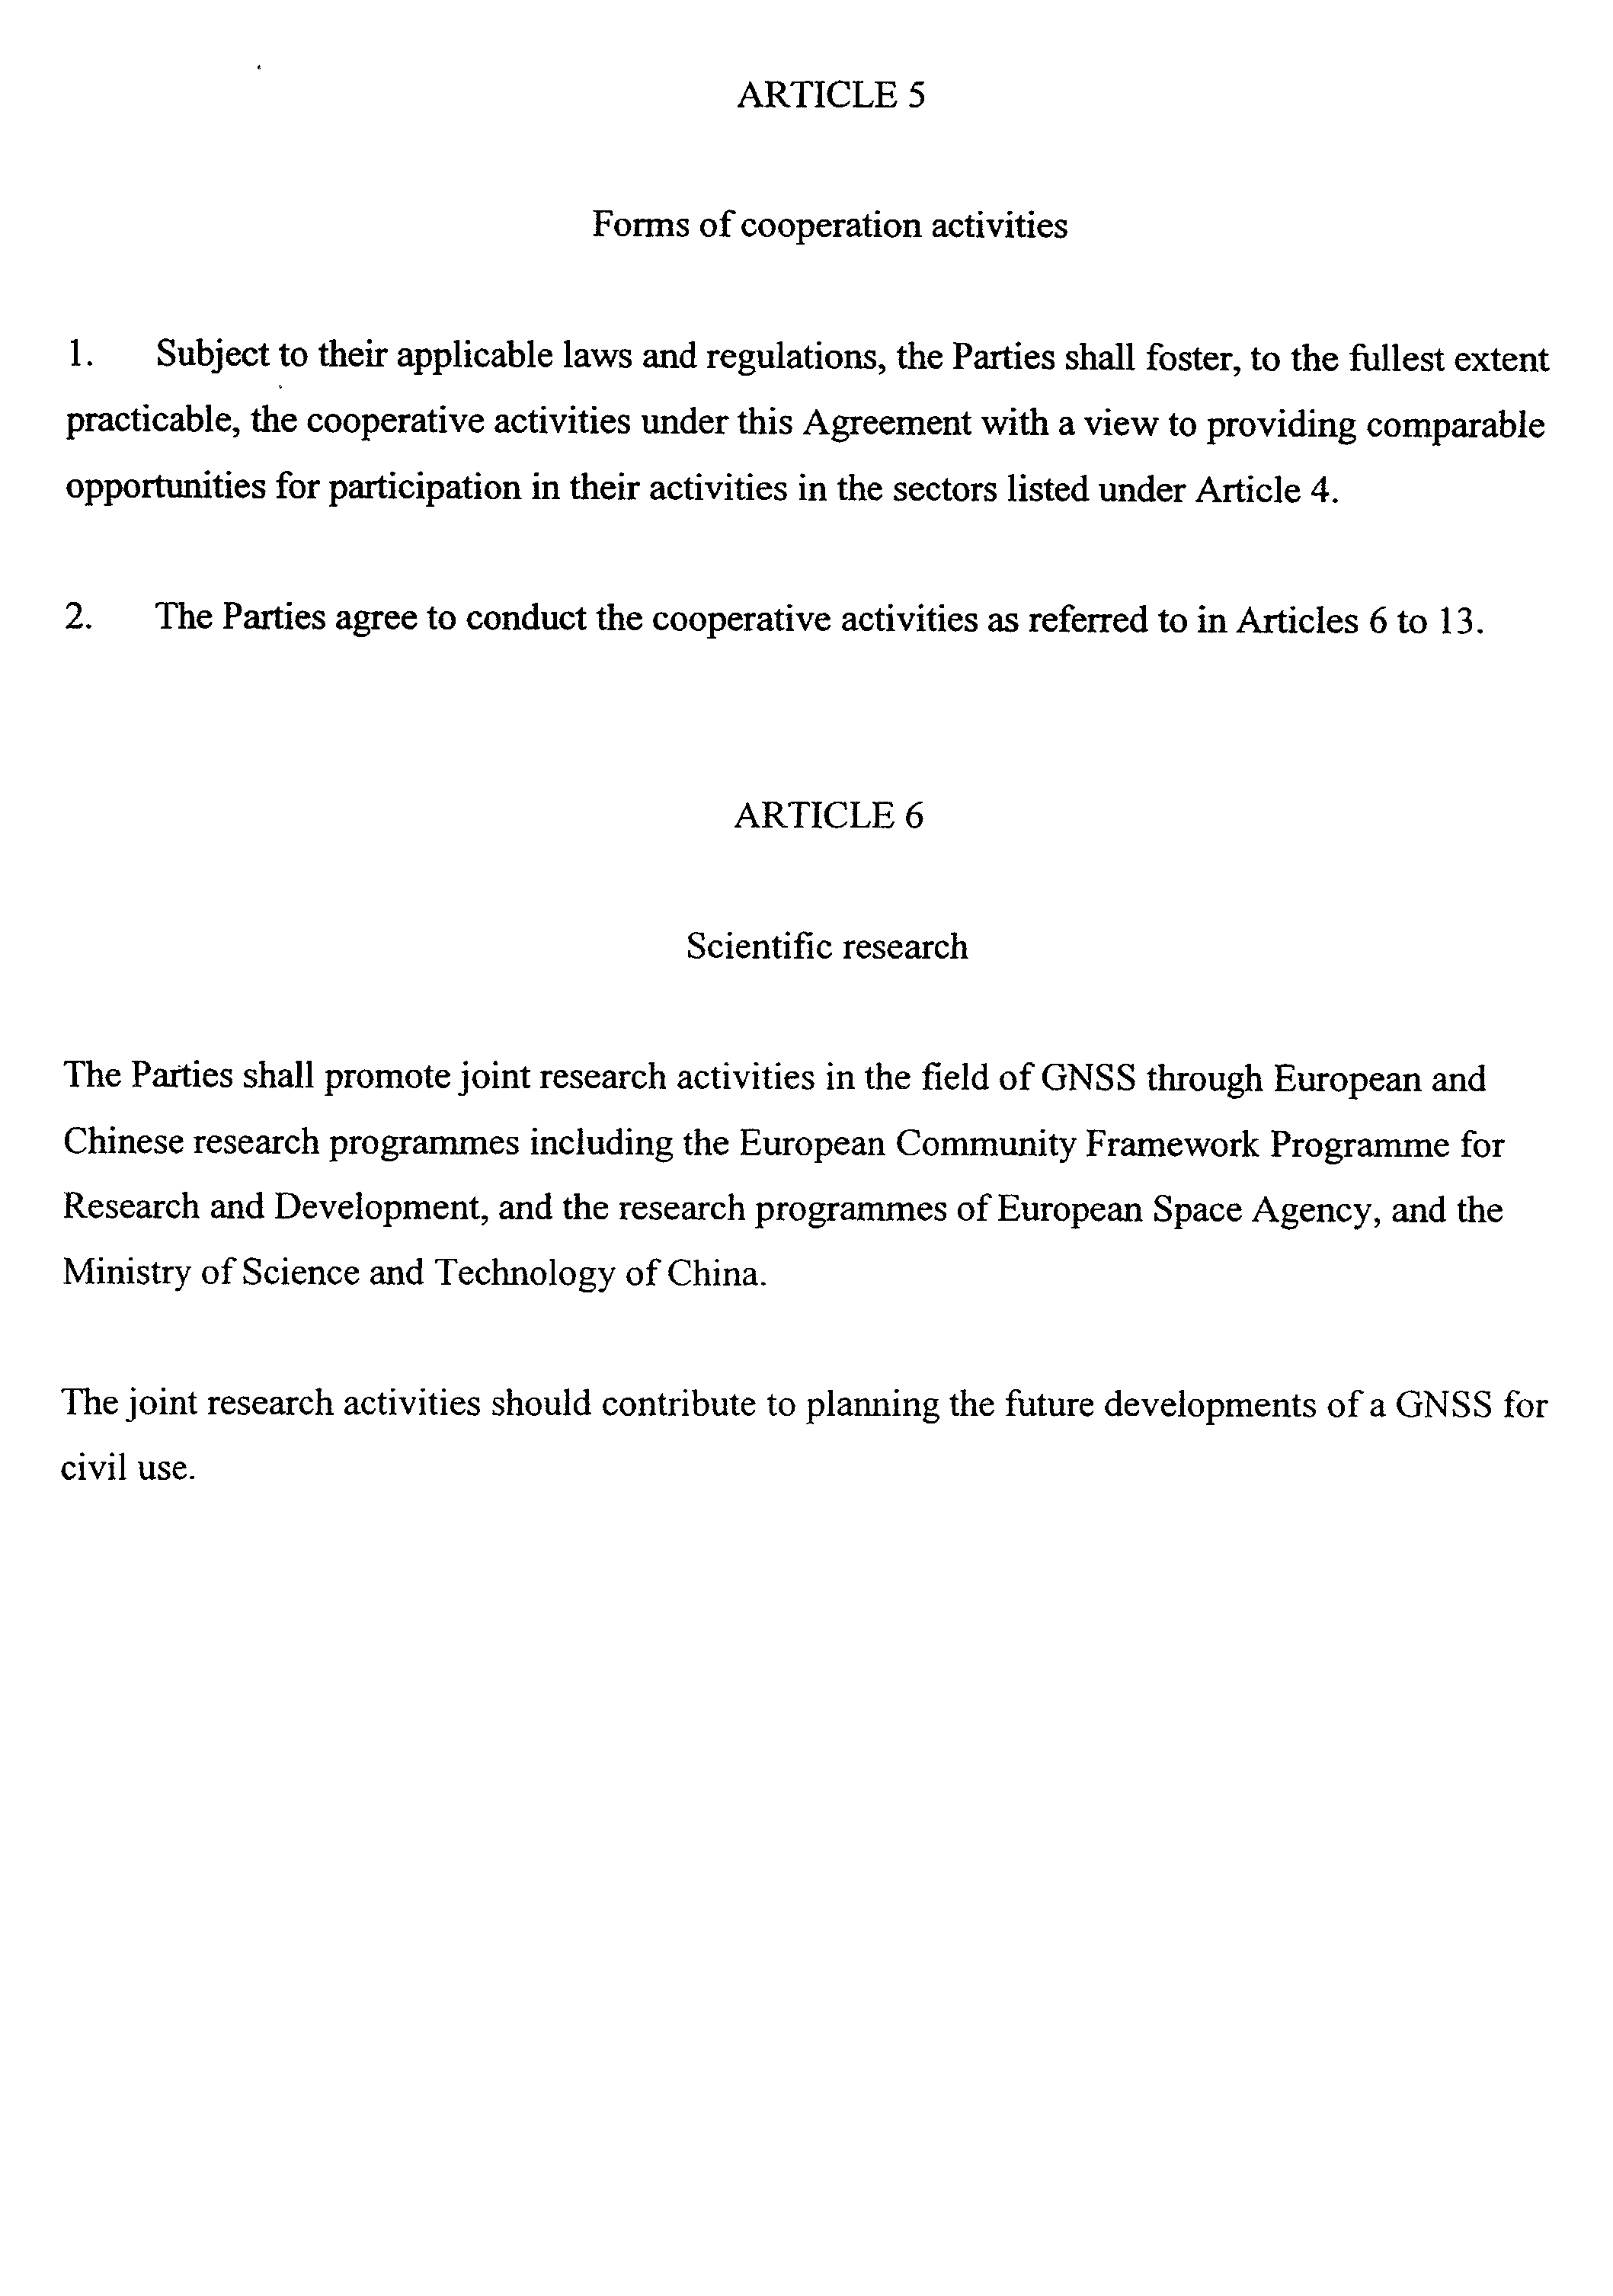 ARTICLE 5
Forms of cooperation activities
1. Subject to their applicable laws and regulations, the Parties shall foster, to the fullest extent
practicable, the cooperative activities under this Agreement with a view to providing comparable
opportunities for participation in their activities in the sectors listed under Article 4.
2. The Parties agree to conduct the cooperative activities as referred to in Articles 6 to 13.
ARTICLE 6
Scientific research
The Parties shall promote joint research activities in the field of GNSS through European and
Chinese research programmes including the European Community Framework Programme for
Research and Development, and the research programmes of European Space Agency, and the
Ministry of Science and Technology of China.
The joint research activities should contribute to planning the future developments of a GNSS for
civil use.